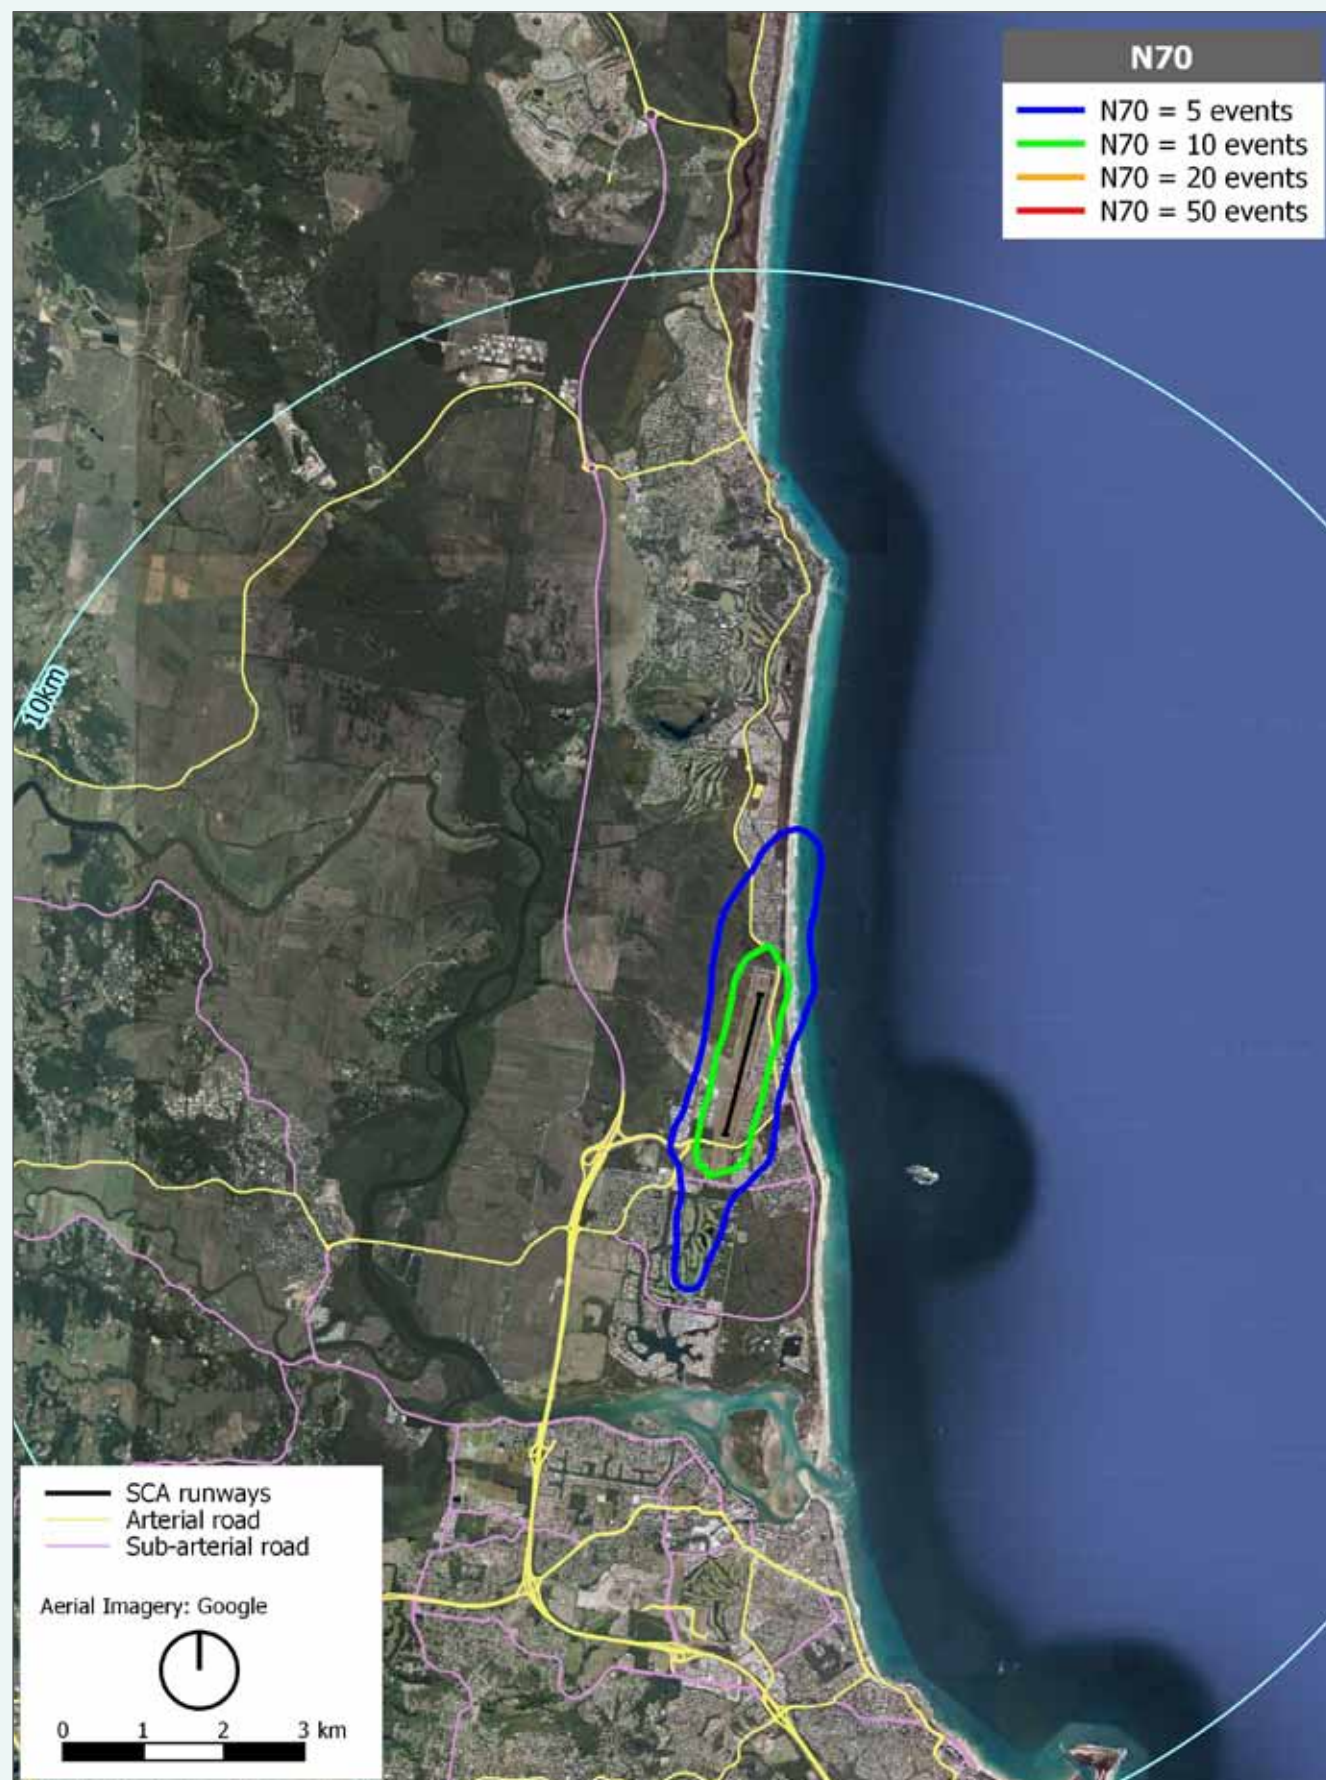 N70
N70 = 5 events
N70 = 10 events
N70 = 20 events
N70 = 50 events
10km
SCA runways
Arterial road
Sub-arterial road
Aerial Imagery: Google
0 1 2 3 km